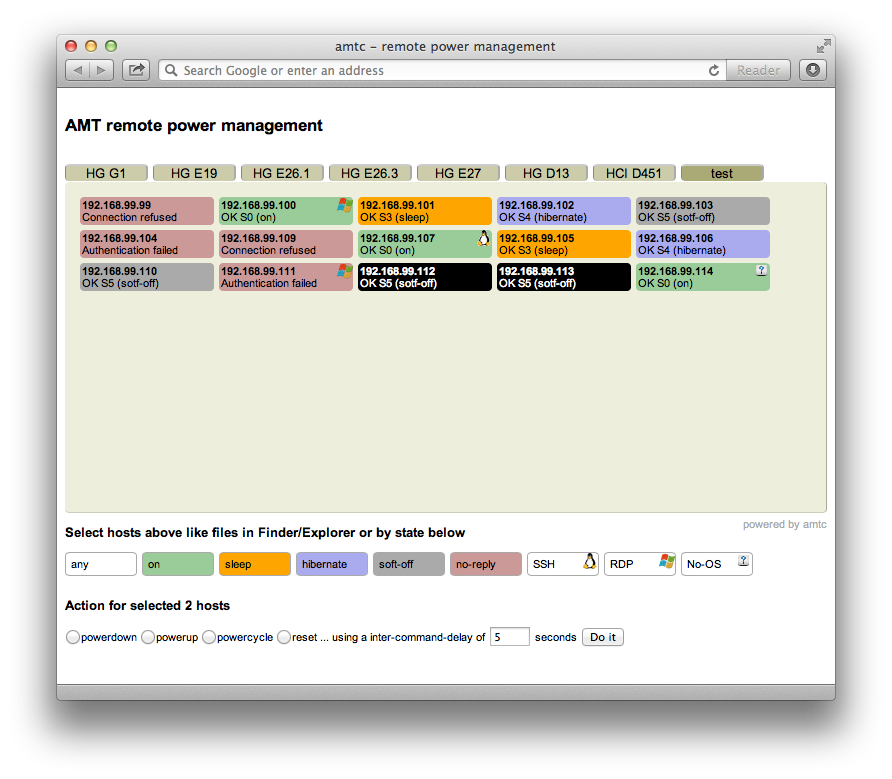 amtc – remote power management
Search Google or enter an address
Reader
AMT remote power management
HG G1 HG E19 HG E26.1 HG E26.3 HG E27 HG D13 HCI D451 test
192.168.99.99 192.168.99.100 192.168.99.101 192.168.99.102 192.168.99.103
Connection refused OK S0 (on) OK S3 (sleep) OK S4 (hibernate) OK S5 (sotf-off)
192.168.99.104 192.168.99.109 192.168.99.107 192.168.99.105 192.168.99.106
Authentication failed Connection refused OK S0 (on) OK S3 (sleep) OK S4 (hibernate)
192.168.99.110 192.168.99.111 192.168.99.112 192.168.99.113 192.168.99.114
OK S5 (sotf-off) Authentication failed OK S5 (sotf-off) OK S5 (sotf-off) OK S0 (on)
powered by amtc
Select hosts above like files in Finder/Explorer or by state below
any on sleep hibernate soft-off no-reply SSH RDP No-OS
Action for selected 2 hosts
powerdown powerup powercycle reset ... using a inter-command-delay of 5 seconds Do it